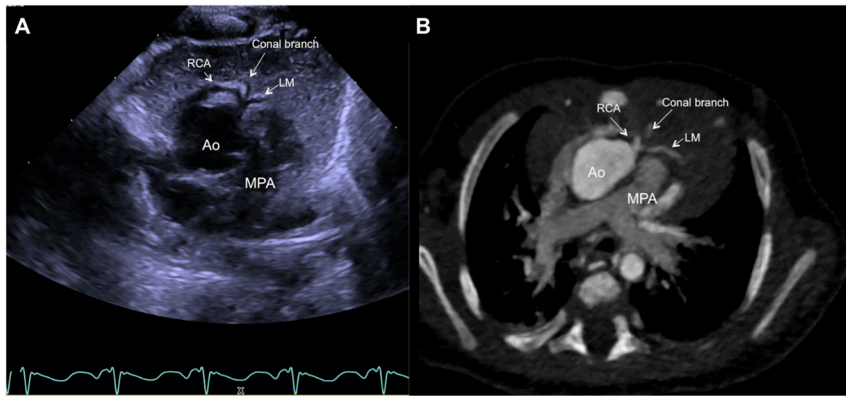 A
Conal branch
RCA
LM
Ao
MPA
B
RCA
Conal branch
LM
Ao
MPA